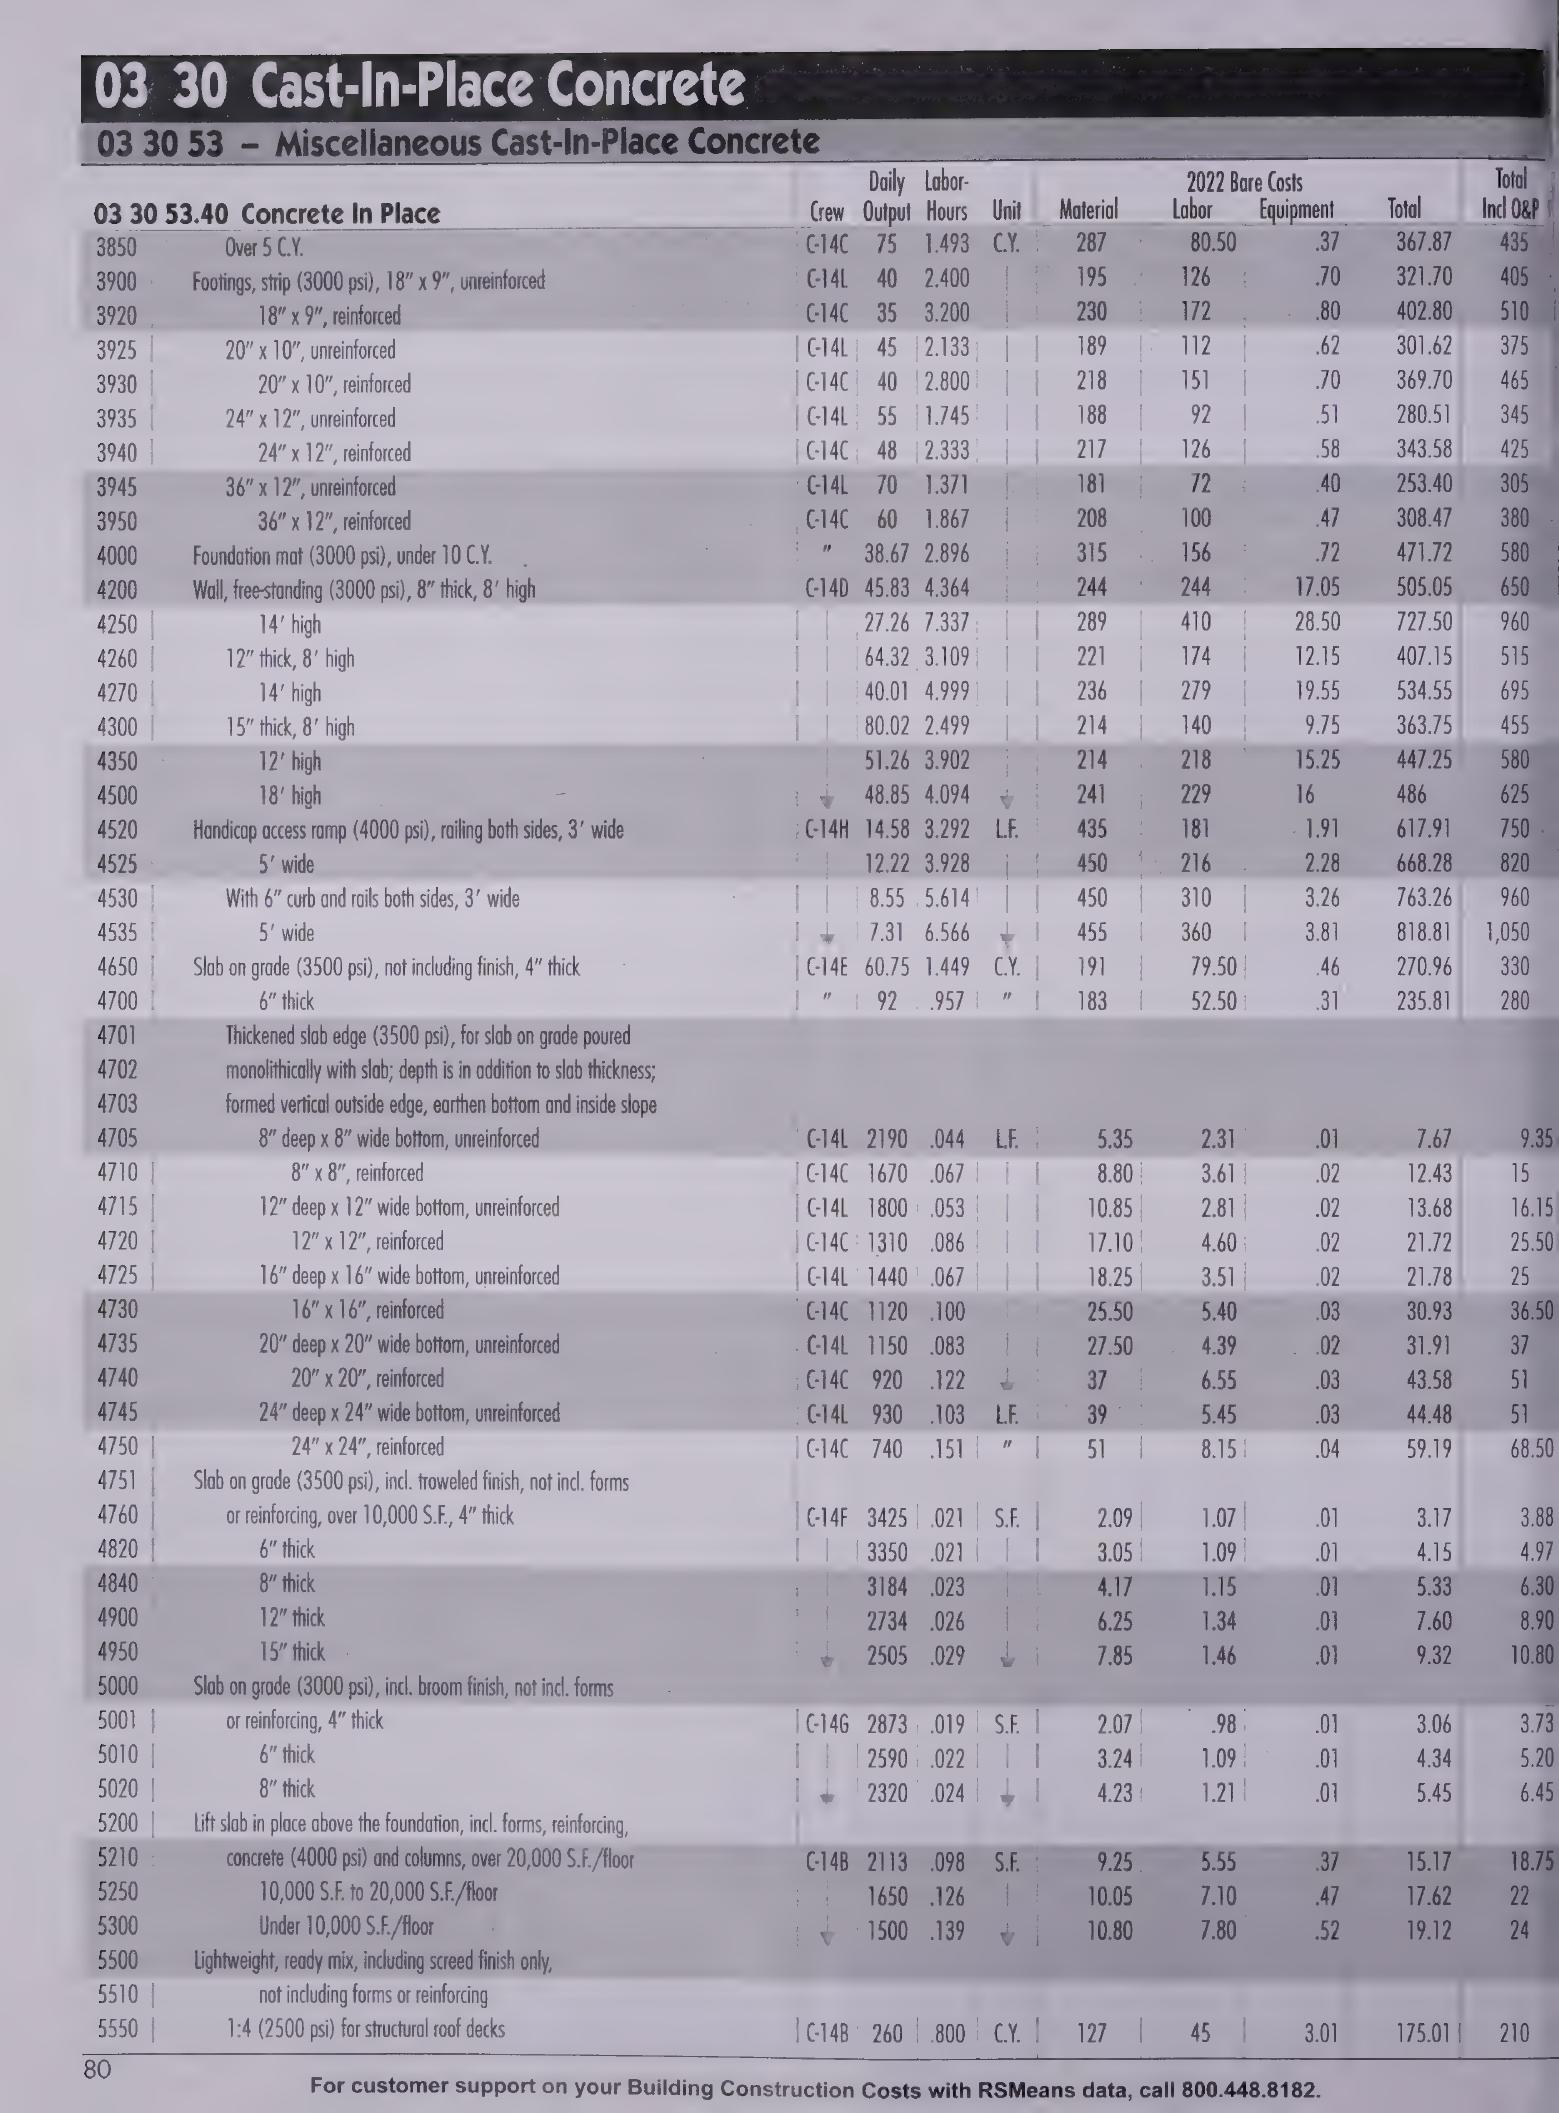 03 30 Cast-In-Place Concrete
03 30 53 – Miscellaneous Cast-In-Place Concrete
Daily Labor- 2022 Bare Costs Total
03 30 53.40 Concrete In Place Crew Output Hours Unit Material Labor Equipment Total Incl O&P
3850 Over 5 C.Y. C-14C 75 1.493 C.Y. 287 80.50 .37 367.87 435
3900 Footings, strip (3000 psi), 18" x 9", unreinforced C-14L 40 2.400 195 126 .70 321.70 405
3920 18" x 9", reinforced C-14C 35 3.200 230 172 .80 402.80 510
3925 20" x 10", unreinforced C-14L 45 2.133 189 112 .62 301.62 375
3930 20" x 10", reinforced C-14C 40 2.800 218 151 .70 369.70 465
3935 24" x 12", unreinforced C-14L 55 1.745 188 92 .51 280.51 345
3940 24" x 12", reinforced C-14C 48 2.333 217 126 .58 343.58 425
3945 36" x 12", unreinforced C-14L 70 1.371 181 72 .40 253.40 305
3950 36" x 12", reinforced C-14C 60 1.867 208 100 .47 308.47 380
4000 Foundation mat (3000 psi), under 10 C.Y. " 38.67 2.896 315 156 .72 471.72 580
4200 Wall, free-standing (3000 psi), 8" thick, 8' high C-14D 45.83 4.364 244 244 17.05 505.05 650
4250 14' high 27.26 7.337 289 410 28.50 727.50 960
4260 12" thick, 8' high 64.32 3.109 221 174 12.15 407.15 515
4270 14' high 40.01 4.999 236 279 19.55 534.55 695
4300 15" thick, 8' high 80.02 2.499 214 140 9.75 363.75 455
4350 12' high 51.26 3.902 214 218 15.25 447.25 580
4500 18' high 48.85 4.094 241 229 16 486 625
4520 Handicap access ramp (4000 psi), railing both sides, 3' wide C-14H 14.58 3.292 L.F. 435 181 1.91 617.91 750
4525 5' wide 12.22 3.928 450 216 2.28 668.28 820
4530 With 6" curb and rails both sides, 3' wide 8.55 5.614 450 310 3.26 763.26 960
4535 5' wide 7.31 6.566 455 360 3.81 818.81 1,050
4650 Slab on grade (3500 psi), not including finish, 4" thick C-14E 60.75 1.449 C.Y. 191 79.50 .46 270.96 330
4700 6" thick " 92 .957 " 183 52.50 .31 235.81 280
4701 Thickened slab edge (3500 psi), for slab on grade poured
4702 monolithically with slab; depth is in addition to slab thickness;
4703 formed vertical outside edge, earthen bottom and inside slope
4705 8" deep x 8" wide bottom, unreinforced C-14L 2190 .044 L.F. 5.35 2.31 .01 7.67 9.35
4710 8" x 8", reinforced C-14C 1670 .067 8.80 3.61 .02 12.43 15
4715 12" deep x 12" wide bottom, unreinforced C-14L 1800 .053 10.85 2.81 .02 13.68 16.15
4720 12" x 12", reinforced C-14C 1310 .086 17.10 4.60 .02 21.72 25.50
4725 16" deep x 16" wide bottom, unreinforced C-14L 1440 .067 18.25 3.51 .02 21.78 25
4730 16" x 16", reinforced C-14C 1120 .100 25.50 5.40 .03 30.93 36.50
4735 20" deep x 20" wide bottom, unreinforced C-14L 1150 .083 27.50 4.39 .02 31.91 37
4740 20" x 20", reinforced C-14C 920 .122 37 6.55 .03 43.58 51
4745 24" deep x 24" wide bottom, unreinforced C-14L 930 .103 L.F. 39 5.45 .03 44.48 51
4750 24" x 24", reinforced C-14C 740 .151 " 51 8.15 .04 59.19 68.50
4751 Slab on grade (3500 psi), incl. troweled finish, not incl. forms
4760 or reinforcing, over 10,000 S.F., 4" thick C-14F 3425 .021 S.F. 2.09 1.07 .01 3.17 3.88
4820 6" thick 3350 .021 3.05 1.09 .01 4.15 4.97
4840 8" thick 3184 .023 4.17 1.15 .01 5.33 6.30
4900 12" thick 2734 .026 6.25 1.34 .01 7.60 8.90
4950 15" thick 2505 .029 7.85 1.46 .01 9.32 10.80
5000 Slab on grade (3000 psi), incl. broom finish, not incl. forms
5001 or reinforcing, 4" thick C-14G 2873 .019 S.F. 2.07 .98 .01 3.06 3.73
5010 6" thick 2590 .022 3.24 1.09 .01 4.34 5.20
5020 8" thick 2320 .024 4.23 1.21 .01 5.45 6.45
5200 Lift slab in place above the foundation, incl. forms, reinforcing,
5210 concrete (4000 psi) and columns, over 20,000 S.F./floor C-14B 2113 .098 S.F. 9.25 5.55 .37 15.17 18.75
5250 10,000 S.F. to 20,000 S.F./floor 1650 .126 10.05 7.10 .47 17.62 22
5300 Under 10,000 S.F./floor 1500 .139 10.80 7.80 .52 19.12 24
5500 Lightweight, ready mix, including screed finish only,
5510 not including forms or reinforcing
5550 1:4 (2500 psi) for structural roof decks C-14B 260 .800 C.Y. 127 45 3.01 175.01 210
80
For customer support on your Building Construction Costs with RSMeans data, call 800.448.8182.